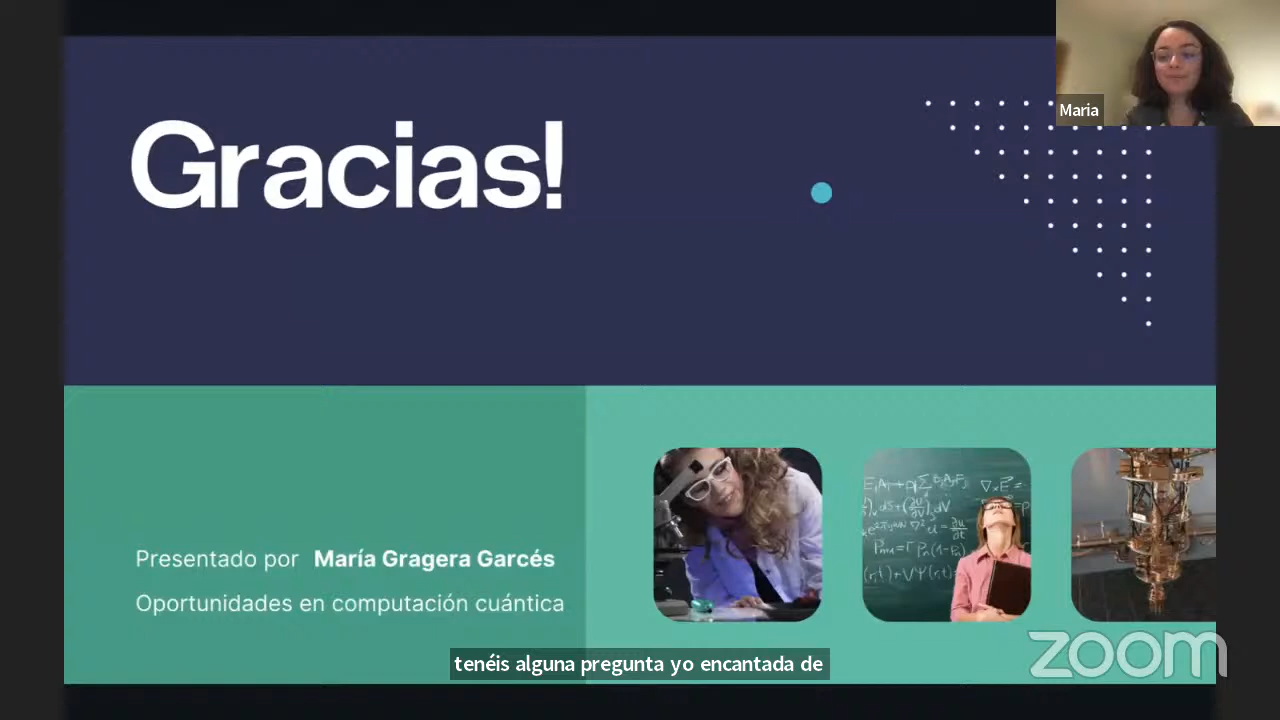 Gracias!
Maria
Presentado por María Gragera Garcés
Oportunidades en computación cuántica
tenéis alguna pregunta yo encantada de
zoom